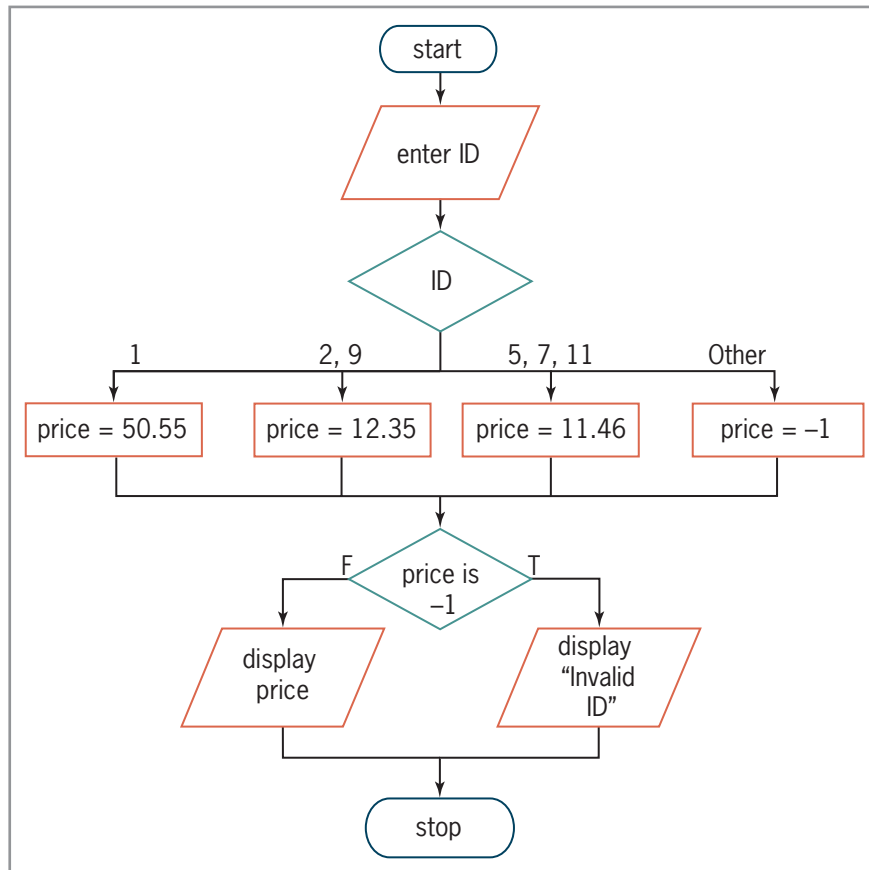 start
enter ID
ID
1
2, 9
5, 7, 11
Other
price = 50.55
price = 12.35
price = 11.46
price = –1
F
price is
–1
T
display
price
display
“Invalid
ID”
stop